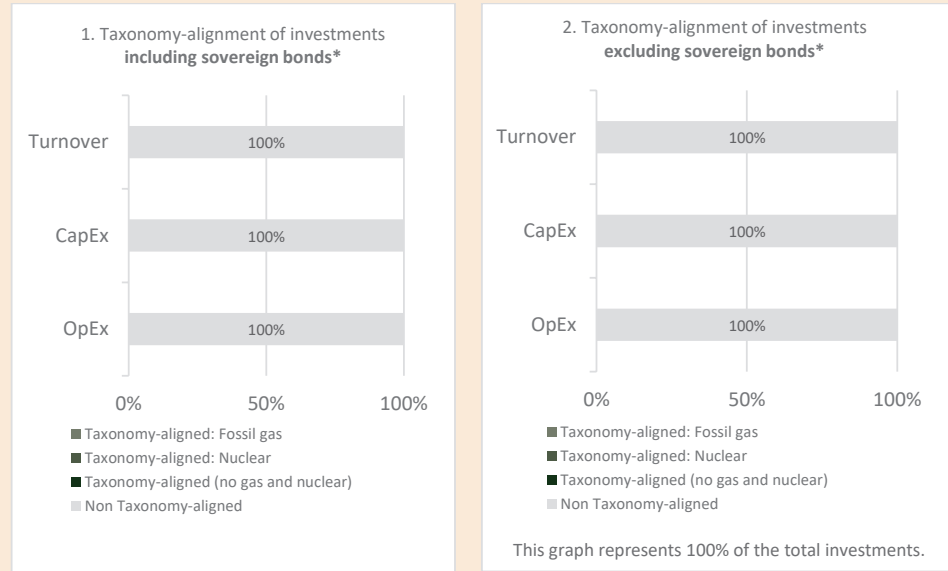 1. Taxonomy-alignment of investments
including sovereign bonds*
Turnover
100%
CapEx
100%
OpEx
100%
0%
50%
100%
Taxonomy-aligned: Fossil gas
Taxonomy-aligned: Nuclear
Taxonomy-aligned (no gas and nuclear)
Non Taxonomy-aligned
2. Taxonomy-alignment of investments
excluding sovereign bonds*
Turnover
100%
CapEx
100%
OpEx
100%
0%
50%
100%
Taxonomy-aligned: Fossil gas
Taxonomy-aligned: Nuclear
Taxonomy-aligned (no gas and nuclear)
Non Taxonomy-aligned
This graph represents 100% of the total investments.